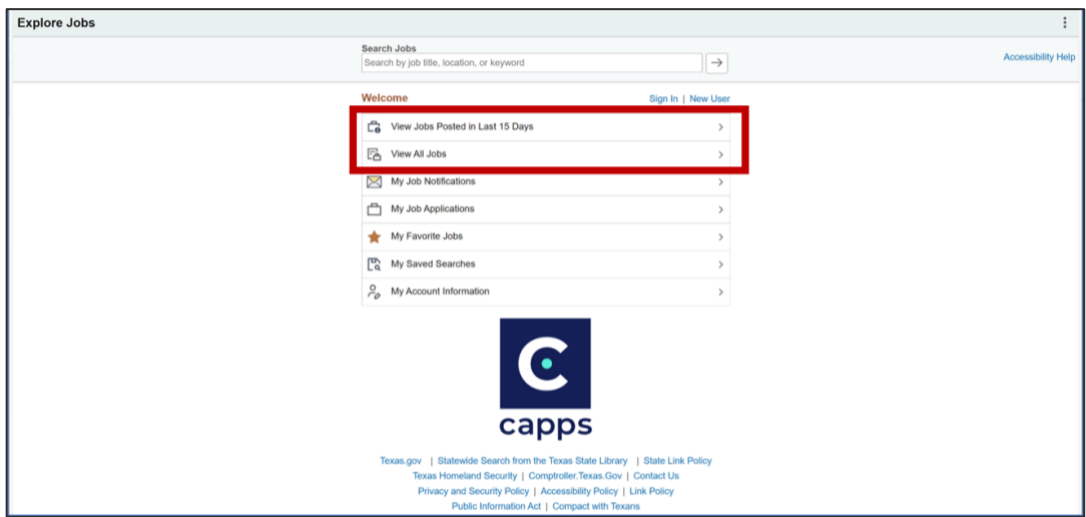 Explore Jobs
Search Jobs
Search by job title, location, or keyword
Accessibility Help
Welcome
Sign In | New User
View Jobs Posted in Last 15 Days
View All Jobs
My Job Notifications
My Job Applications
My Favorite Jobs
My Saved Searches
My Account Information
capps
Texas.gov | Statewide Search from the Texas State Library | State Link Policy
Texas Homeland Security | Comptroller.Texas.Gov | Contact Us
Privacy and Security Policy | Accessibility Policy | Link Policy
Public Information Act | Compact with Texans